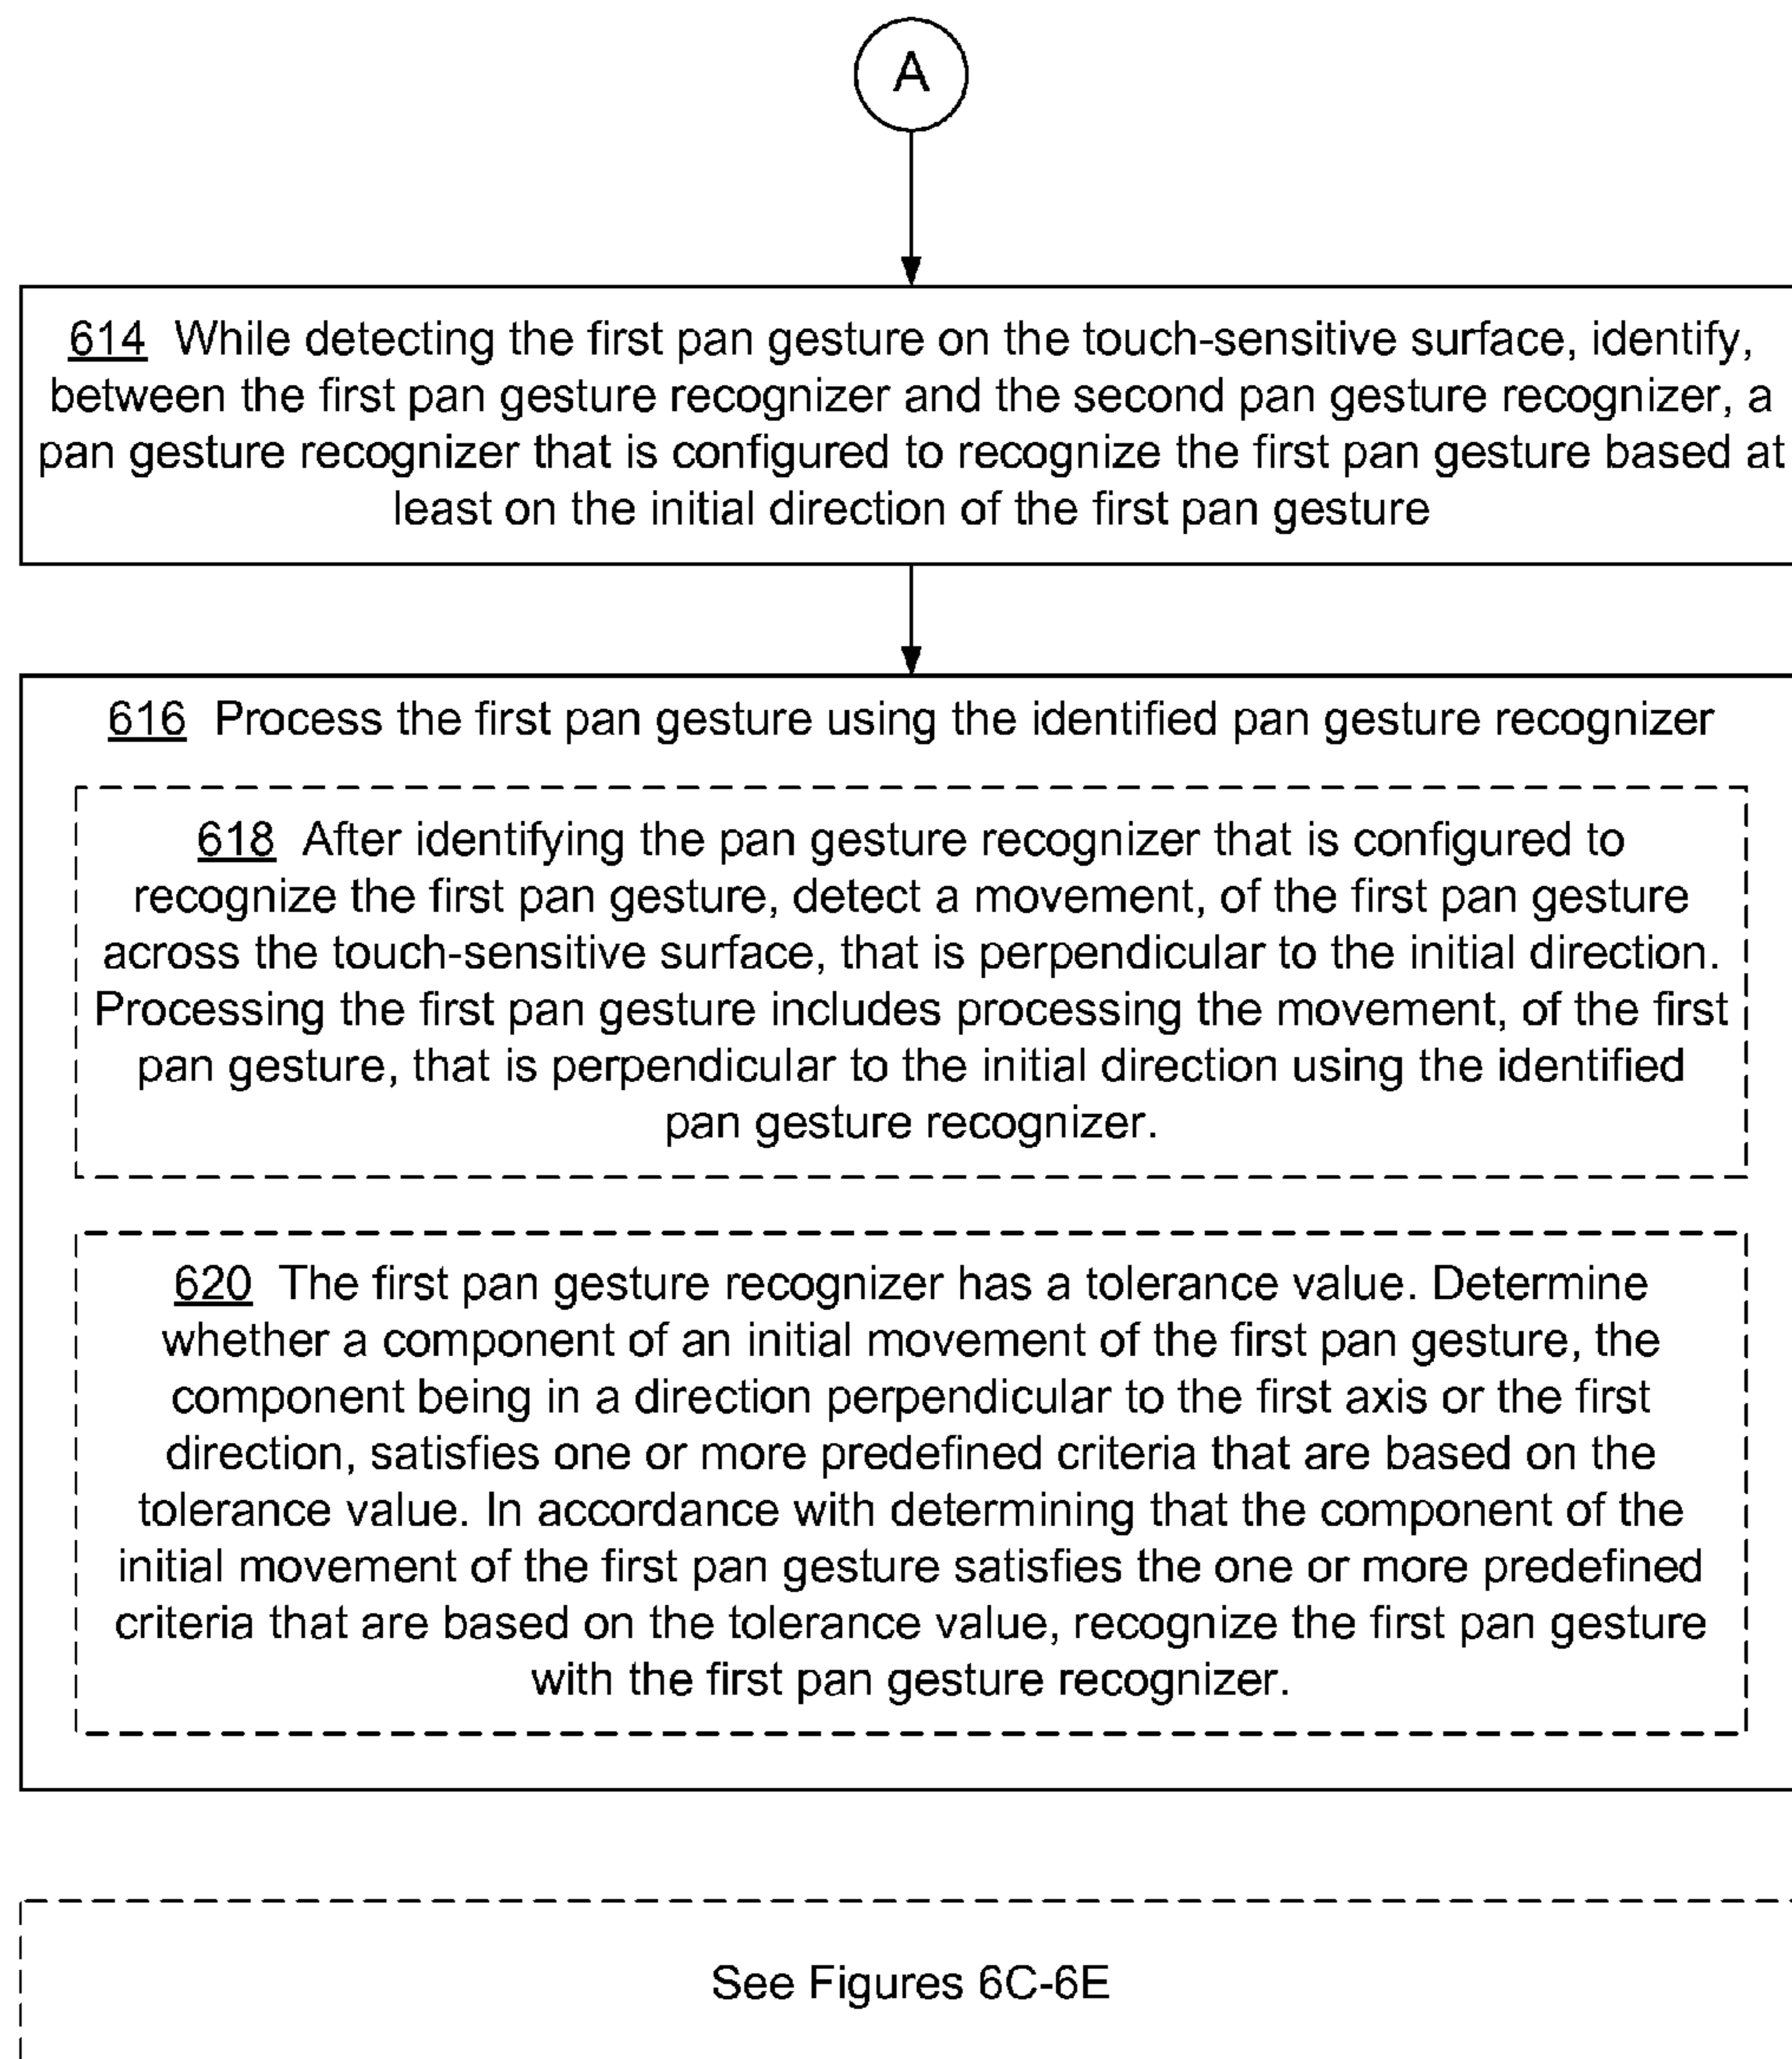 A
614 While detecting the first pan gesture on the touch-sensitive surface, identify,
between the first pan gesture recognizer and the second pan gesture recognizer, a
pan gesture recognizer that is configured to recognize the first pan gesture based at
least on the initial direction of the first pan gesture
616 Process the first pan gesture using the identified pan gesture recognizer
618 After identifying the pan gesture recognizer that is configured to
recognize the first pan gesture, detect a movement, of the first pan gesture
across the touch-sensitive surface, that is perpendicular to the initial direction.
Processing the first pan gesture includes processing the movement, of the first
pan gesture, that is perpendicular to the initial direction using the identified
pan gesture recognizer.
620 The first pan gesture recognizer has a tolerance value. Determine
whether a component of an initial movement of the first pan gesture, the
component being in a direction perpendicular to the first axis or the first
direction, satisfies one or more predefined criteria that are based on the
tolerance value. In accordance with determining that the component of the
initial movement of the first pan gesture satisfies the one or more predefined
criteria that are based on the tolerance value, recognize the first pan gesture
with the first pan gesture recognizer.
See Figures 6C-6E